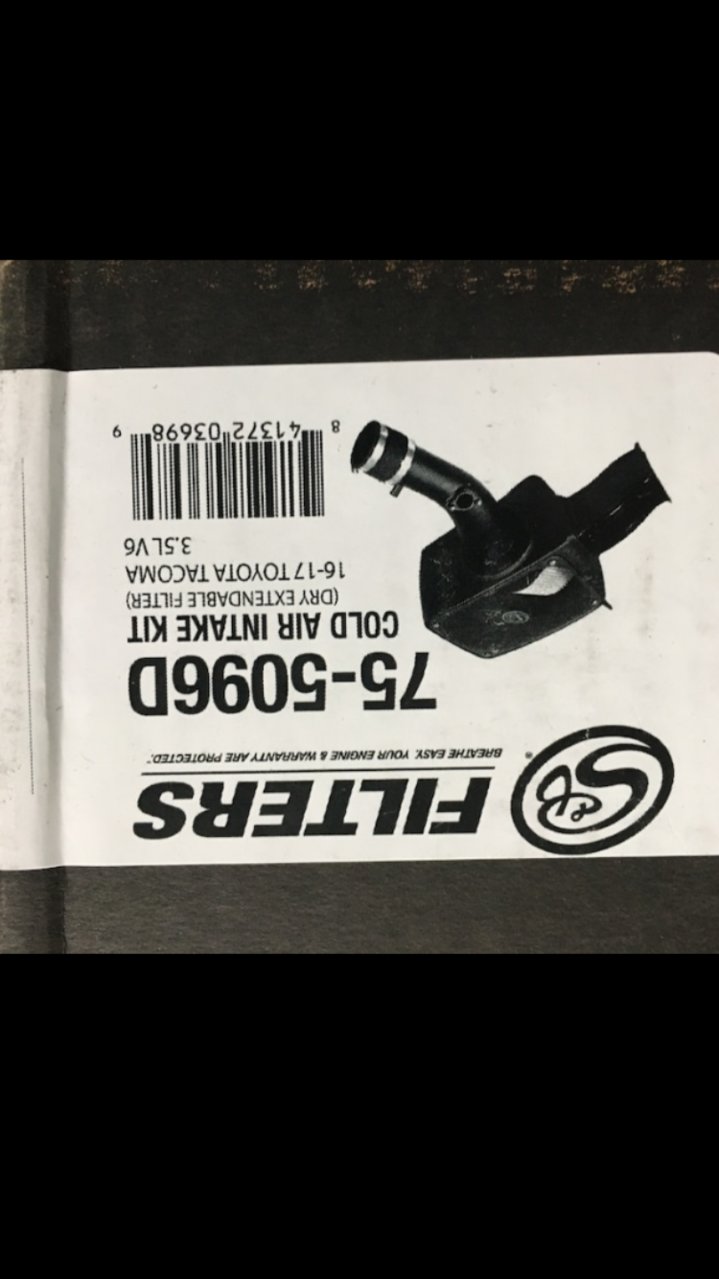 S&B®
FILTERS
BREATHE EASY. YOUR ENGINE & WARRANTY ARE PROTECTED.™
75-5096D
COLD AIR INTAKE KIT
(DRY EXTENDABLE FILTER)
16-17 TOYOTA TACOMA
3.5L V6
8 41372 03698 9